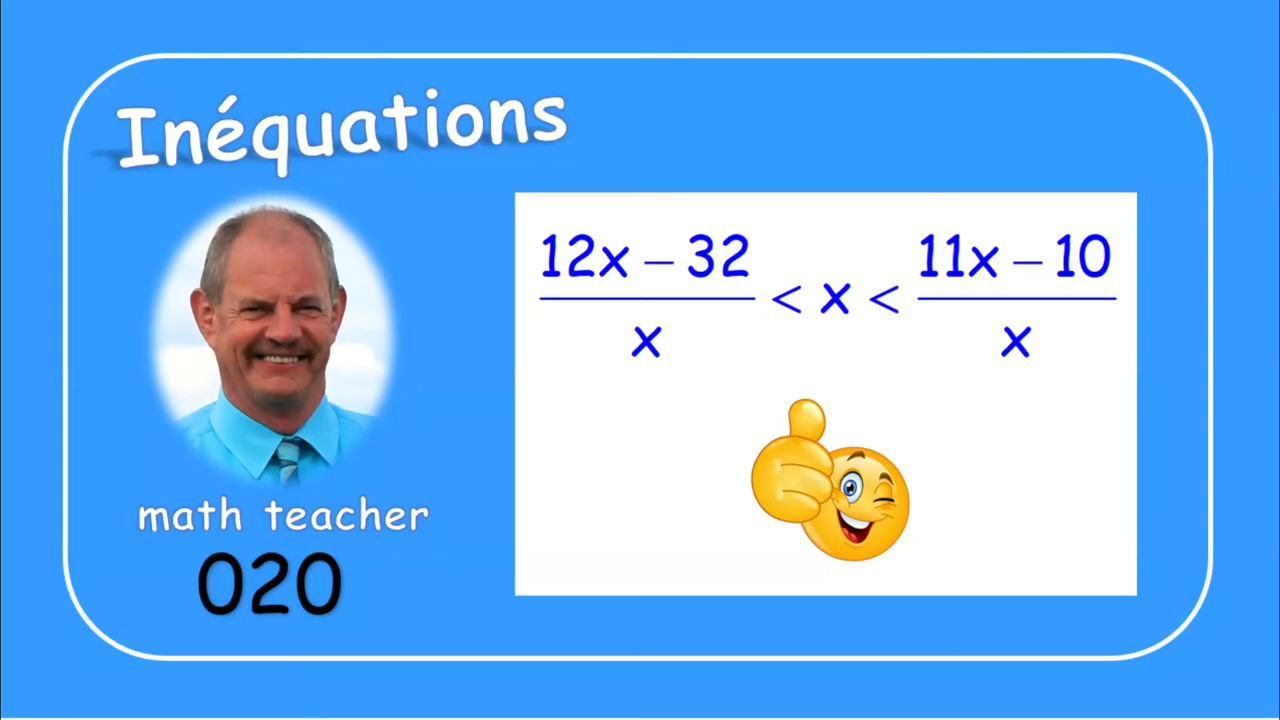 Inéquations
12x – 32
x
< x <
11x – 10
x
math teacher
020